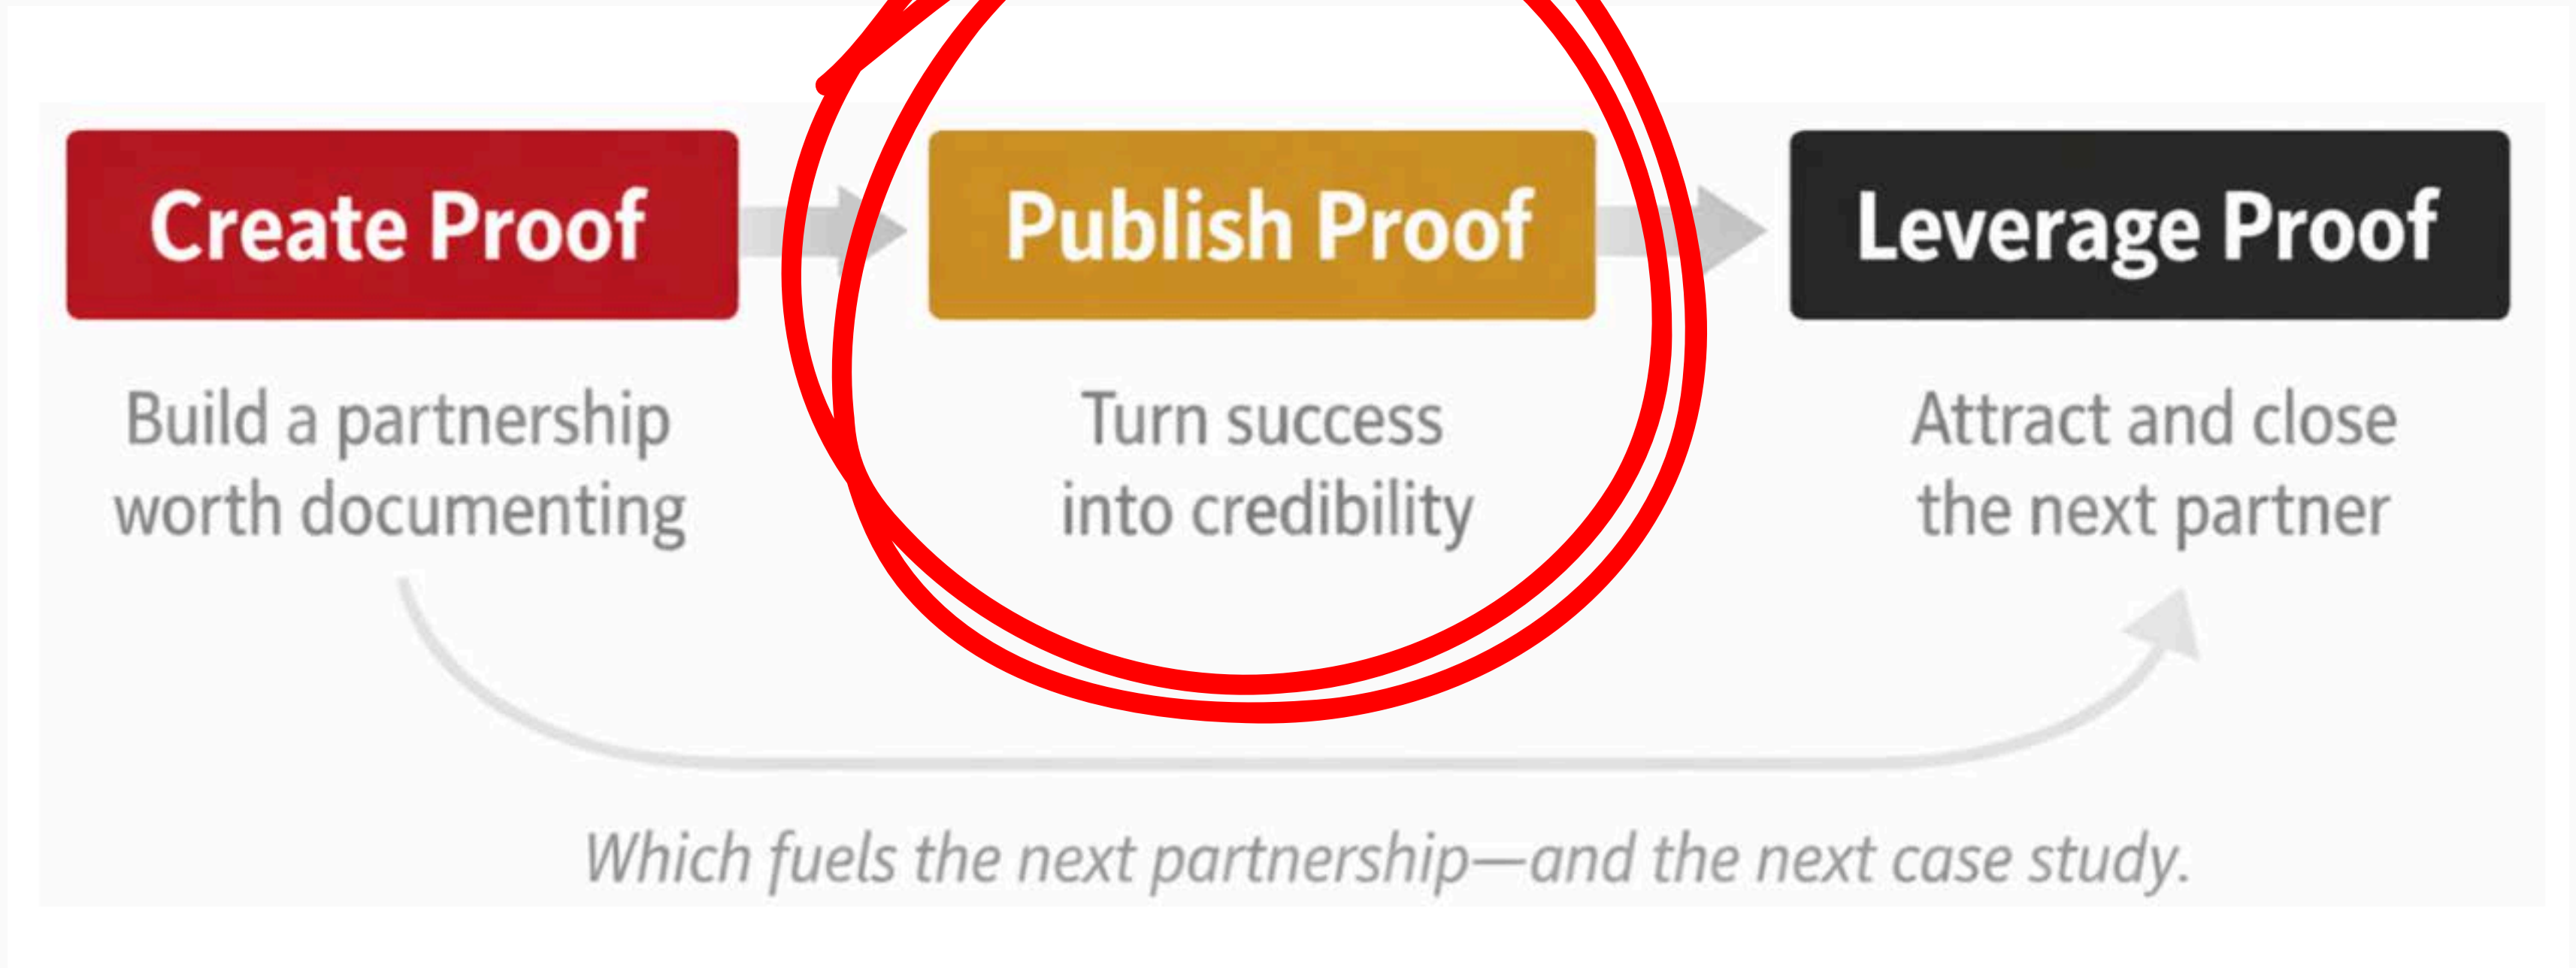 Create Proof
Build a partnership
worth documenting
Publish Proof
Turn success
into credibility
Leverage Proof
Attract and close
the next partner
Which fuels the next partnership—and the next case study.